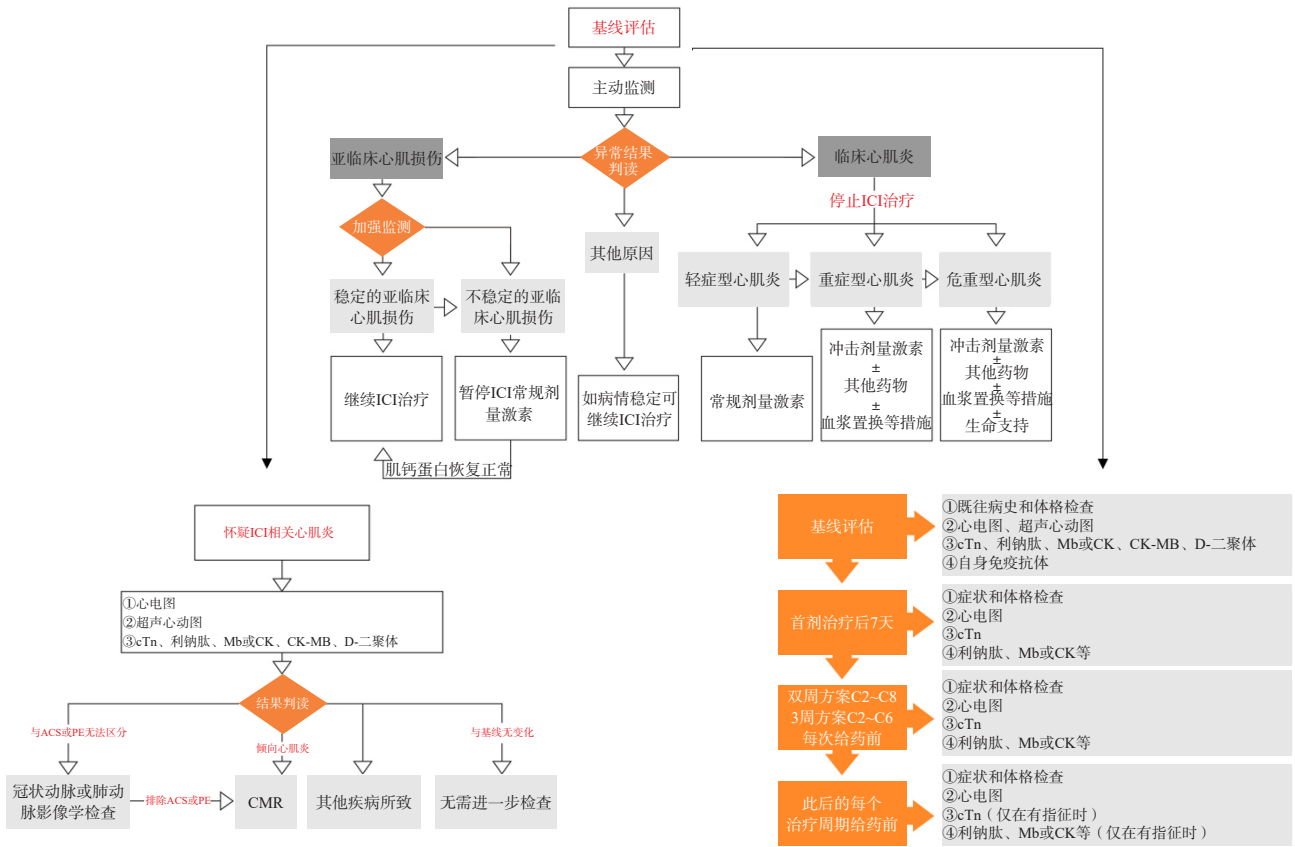 基线评估
主动监测
异常结果
判读
亚临床心肌损伤
临床心肌炎
停止ICI治疗
加强监测
其他原因
轻症型心肌炎
重症型心肌炎
危重型心肌炎
稳定的亚临床
心肌损伤
不稳定的亚临
床心肌损伤
继续ICI治疗
暂停ICI常规剂
量激素
如病情稳定可
继续ICI治疗
常规剂量激素
冲击剂量激素
±
其他药物
±
血浆置换等措施
冲击剂量激素
±
其他药物
±
血浆置换等措施
±
生命支持
肌钙蛋白恢复正常
怀疑ICI相关心肌炎
①心电图
②超声心动图
③cTn、利钠肽、Mb或CK、CK-MB、D-二聚体
结果判读
与ACS或PE无法区分
倾向心肌炎
与基线无变化
冠状动脉或肺动
脉影像学检查
排除ACS或PE
CMR
其他疾病所致
无需进一步检查
基线评估
①既往病史和体格检查
②心电图、超声心动图
③cTn、利钠肽、Mb或CK、CK-MB、D-二聚体
④自身免疫抗体
首剂治疗后7天
①症状和体格检查
②心电图
③cTn
④利钠肽、Mb或CK等
双周方案C2~C8
3周方案C2~C6
每次给药前
①症状和体格检查
②心电图
③cTn
④利钠肽、Mb或CK等
此后的每个
治疗周期给药前
①症状和体格检查
②心电图
③cTn（仅在有指征时）
④利钠肽、Mb或CK等（仅在有指征时）